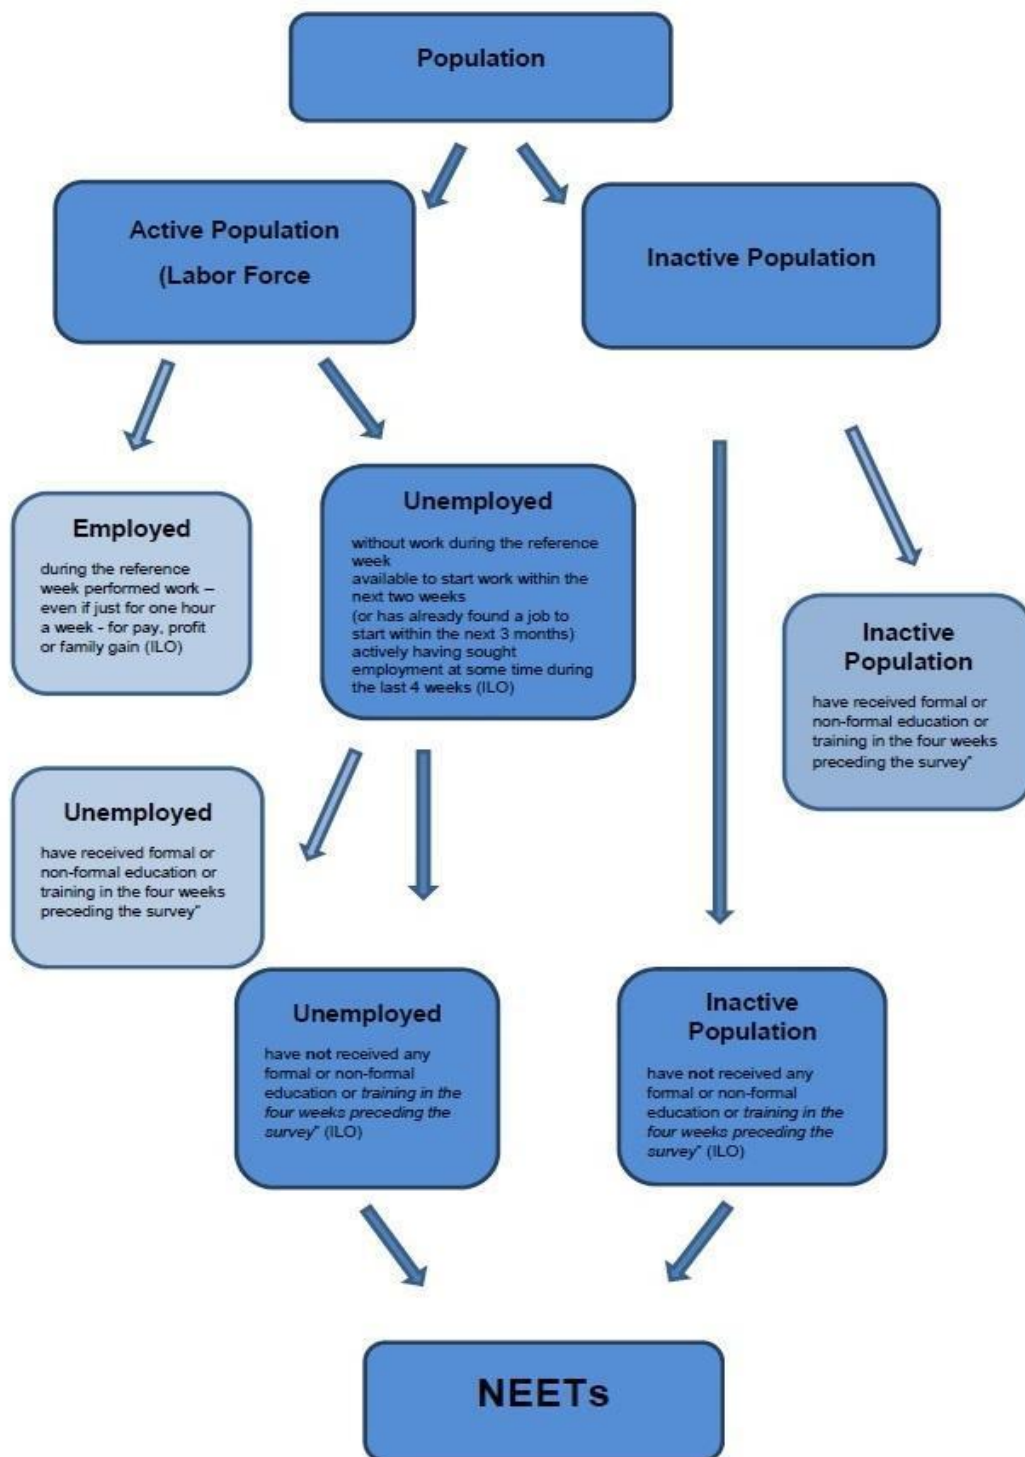 Population
Active Population
(Labor Force
Inactive Population
Employed
during the reference
week performed work –
even if just for one hour
a week - for pay, profit
or family gain (ILO)
Unemployed
without work during the reference
week
available to start work within the
next two weeks
(or has already found a job to
start within the next 3 months)
actively having sought
employment at some time during
the last 4 weeks (ILO)
Inactive
Population
have received formal or
non-formal education or
training in the four weeks
preceding the survey"
Unemployed
have received formal or
non-formal education or
training in the four weeks
preceding the survey"
Unemployed
have not received any
formal or non-formal
education or training in the
four weeks preceding the
survey" (ILO)
Inactive
Population
have not received any
formal or non-formal
education or training in the
four weeks preceding the
survey" (ILO)
NEETs